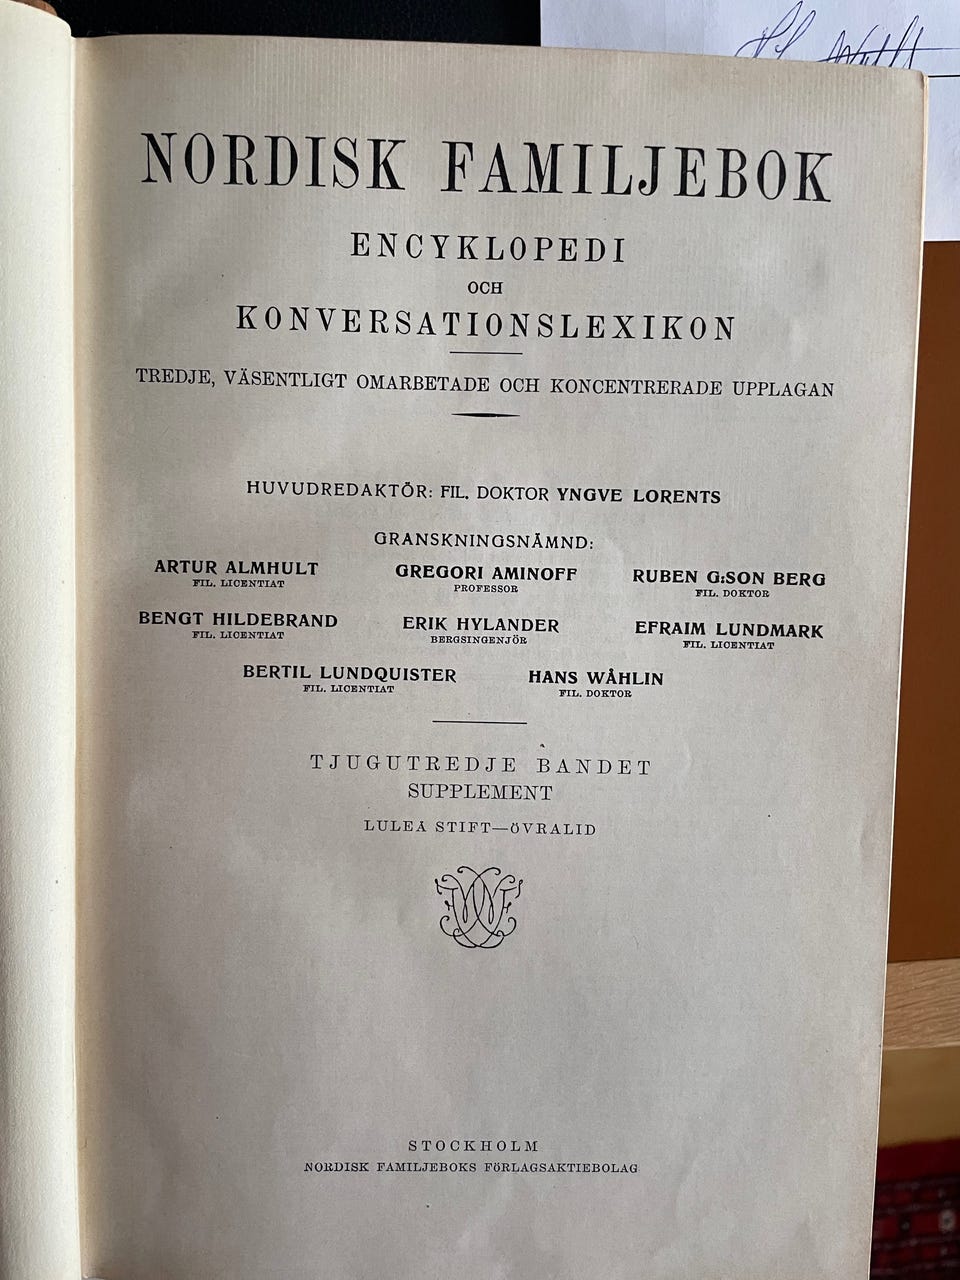 NORDISK FAMILJEBOK
ENCYKLOPEDI
OCH
KONVERSATIONSLEXIKON
TREDJE, VÄSENTLIGT OMARBETADE OCH KONCENTRERADE UPPLAGAN
HUVUDREDAKTÖR: FIL. DOKTOR YNGVE LORENTS
GRANSKNINGSNÄMND:
ARTUR ALMHULT GREGORI AMINOFF RUBEN G:SON BERG
FIL. LICENTIAT PROFESSOR FIL. DOKTOR
BENGT HILDEBRAND ERIK HYLANDER EFRAIM LUNDMARK
FIL. LICENTIAT BERGSINGENJÖR FIL. LICENTIAT
BERTIL LUNDQUISTER HANS WÅHLIN
FIL. LICENTIAT FIL. DOKTOR
TJUGUTREDJE BANDET
SUPPLEMENT
LULEÅ STIFT—ÖVRALID
STOCKHOLM
NORDISK FAMILJEBOKS FÖRLAGSAKTIEBOLAG